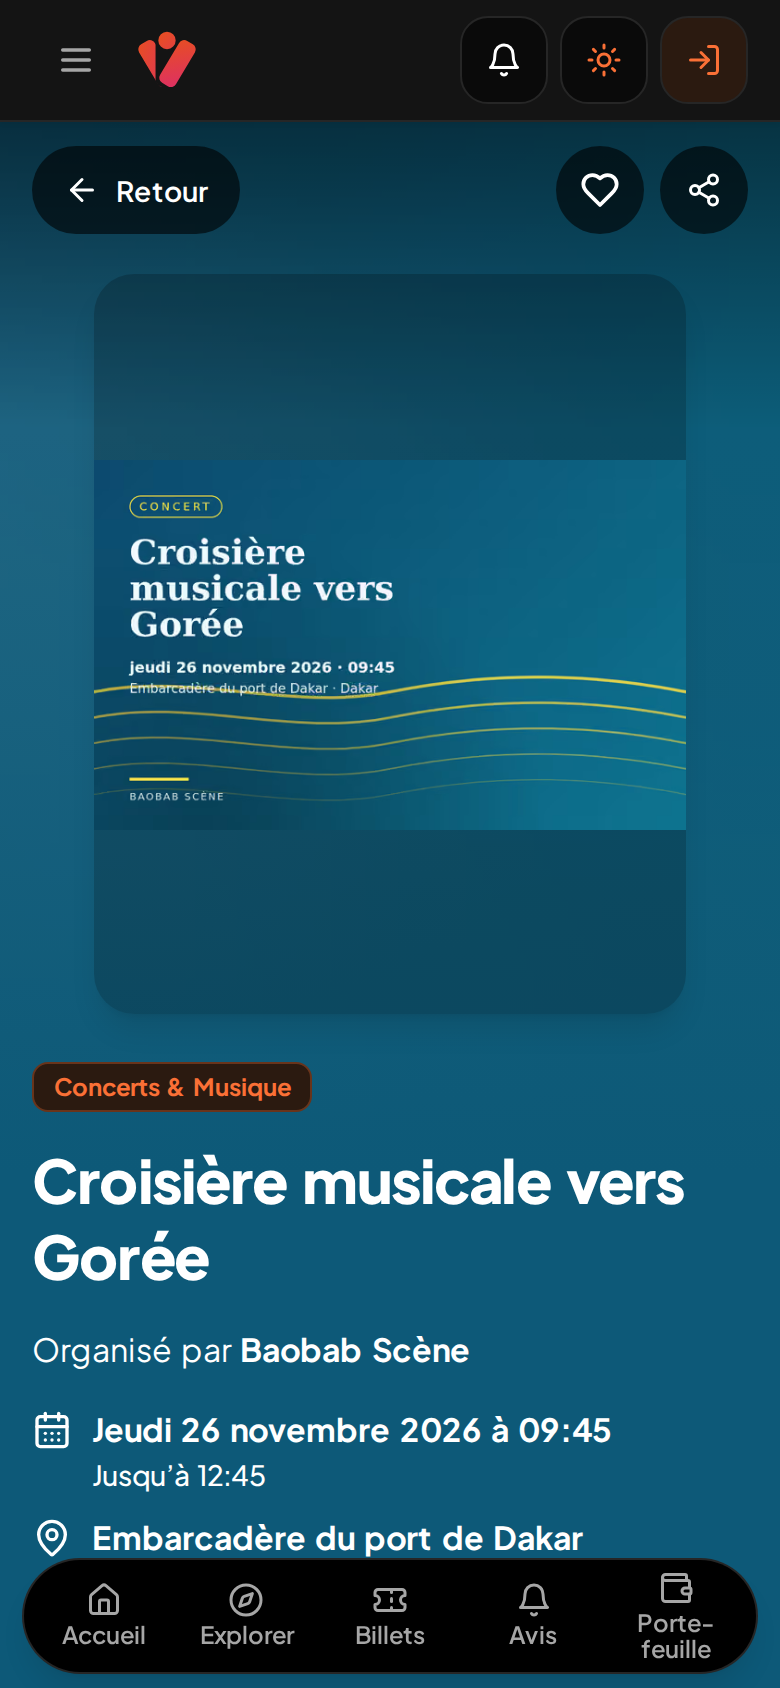 Retour
CONCERT
Croisière
musicale vers
Gorée
jeudi 26 novembre 2026 · 09:45
Embarcadère du port de Dakar · Dakar
BAOBAB SCÈNE
Concerts & Musique
Croisière musicale vers
Gorée
Organisé par Baobab Scène
Jeudi 26 novembre 2026 à 09:45
Jusqu’à 12:45
Embarcadère du port de Dakar
Accueil
Explorer
Billets
Avis
Porte-
feuille